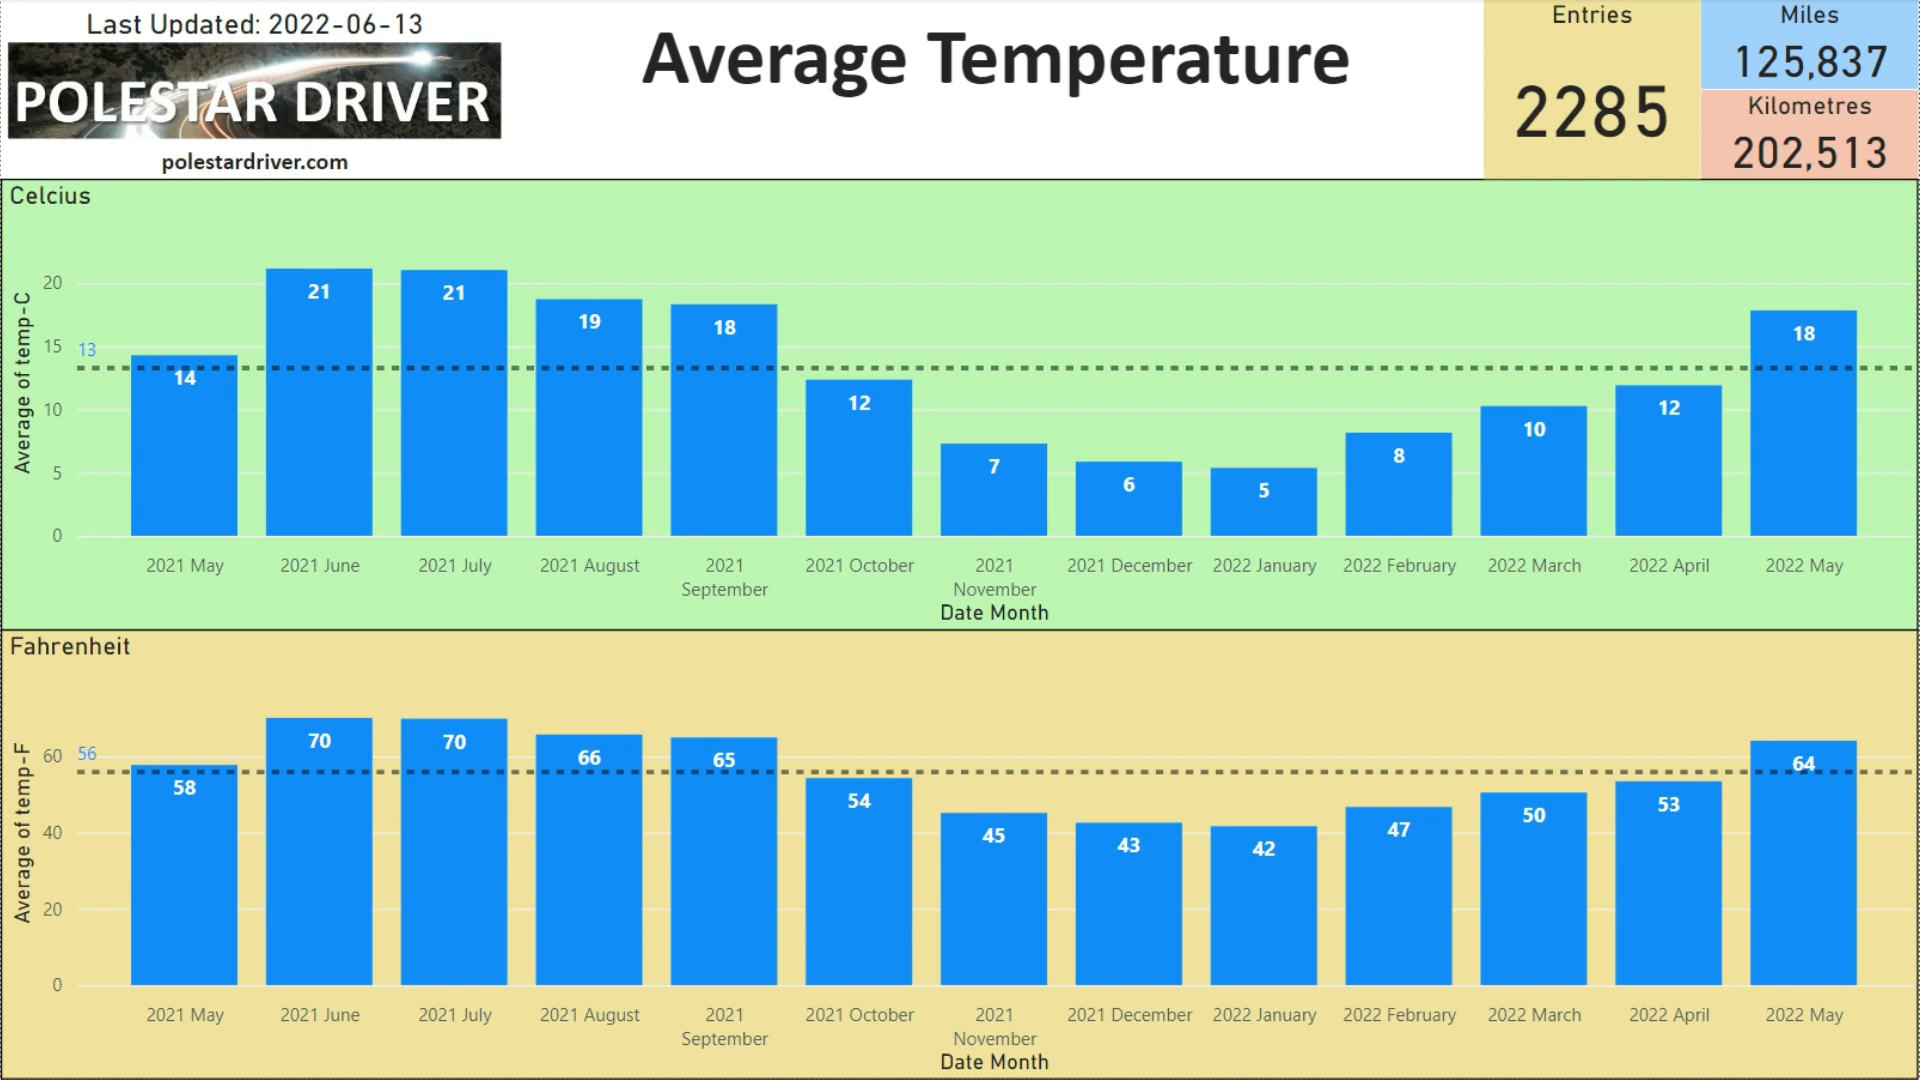 Last Updated: 2022-06-13
POLESTAR DRIVER
polestardriver.com
Average Temperature
Entries
2285
Miles
125,837
Kilometres
202,513
Celcius
Average of temp-C
20
15
10
5
0
13
14
21
21
19
18
12
7
6
5
8
10
12
18
2021 May
2021 June
2021 July
2021 August
2021
September
2021 October
2021
November
2021 December
2022 January
2022 February
2022 March
2022 April
2022 May
Date Month
Fahrenheit
Average of temp-F
60
40
20
0
56
58
70
70
66
65
54
45
43
42
47
50
53
64
2021 May
2021 June
2021 July
2021 August
2021
September
2021 October
2021
November
2021 December
2022 January
2022 February
2022 March
2022 April
2022 May
Date Month